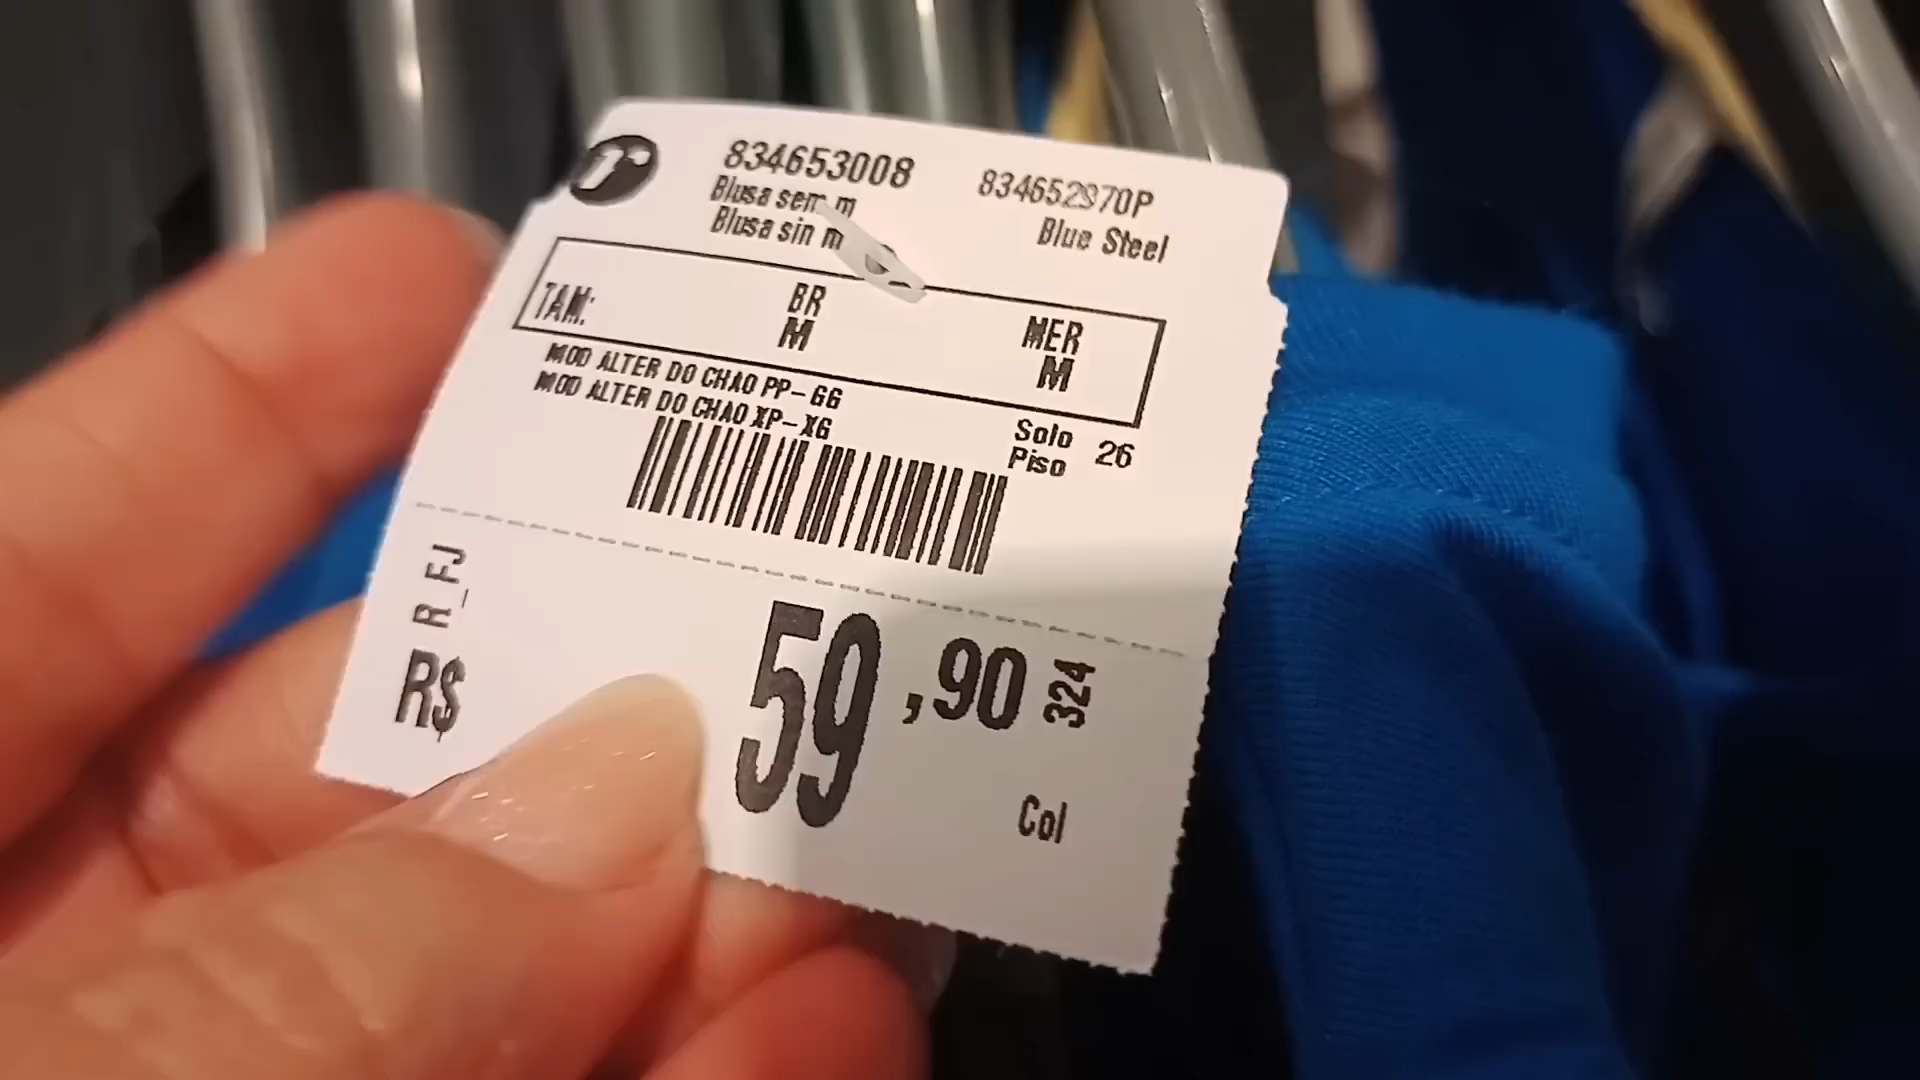 834653008
834652970P
Blusa sem m
Blusa sin m
Blue Steel
TAM:
BR
M
MER
M
MOD ALTER DO CHAO PP-GG
MOD ALTER DO CHAO XP-XG
Solo
Piso
26
R_FJ
R$
59,90
324
Col